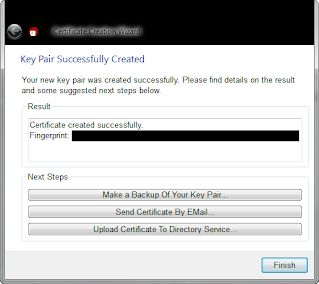 Certificate Creation Wizard
Key Pair Successfully Created
Your new key pair was created successfully. Please find details on the result
and some suggested next steps below.
Result
Certificate created successfully.
Fingerprint:
Next Steps
Make a Backup Of Your Key Pair...
Send Certificate By EMail...
Upload Certificate To Directory Service...
Finish